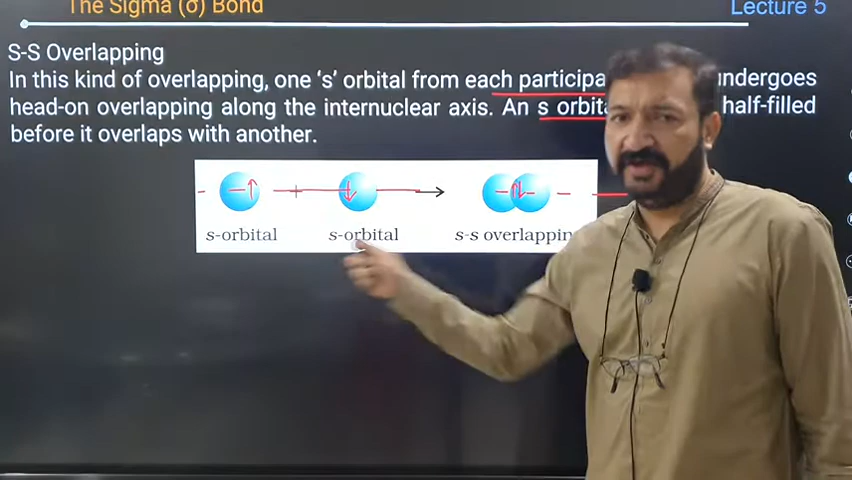 The Sigma (σ) Bond
Lecture 5
S-S Overlapping
In this kind of overlapping, one ‘s’ orbital from each participa undergoes
head-on overlapping along the internuclear axis. An s orbita half-filled
before it overlaps with another.
+
s-orbital s-orbital s-s overlappin